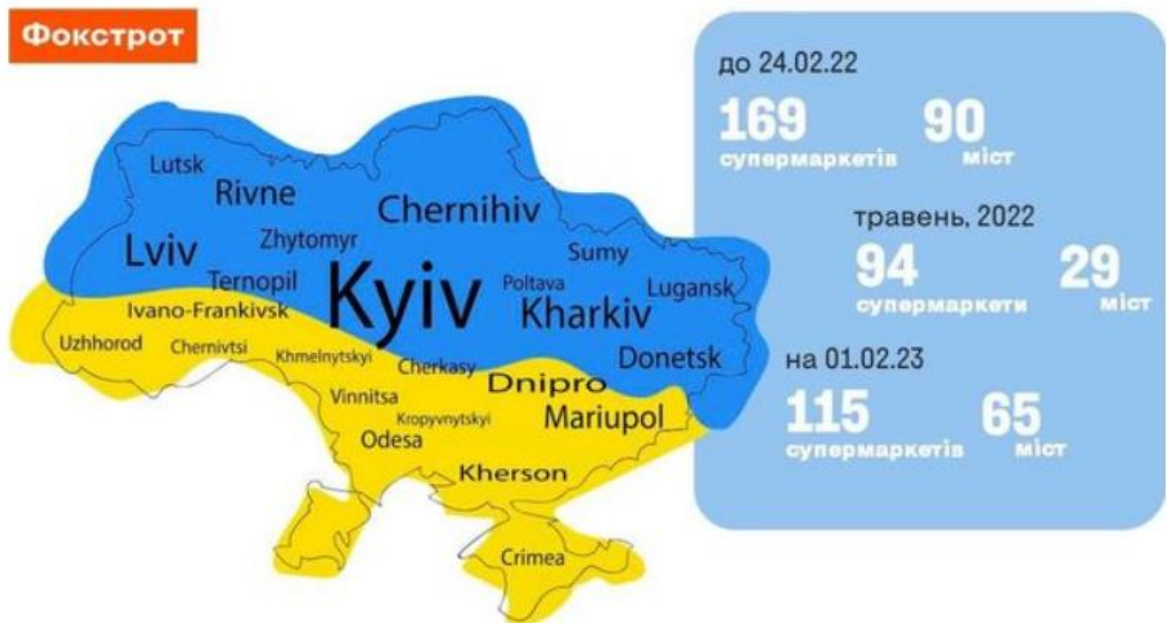 Фокстрот
до 24.02.22
169 90
супермаркетів міст
травень, 2022
94 29
супермаркети міст
на 01.02.23
115 65
супермаркетів міст
Lutsk
Rivne
Chernihiv
Lviv
Zhytomyr
Sumy
Ternopil
Kyiv
Poltava
Lugansk
Ivano-Frankivsk
Kharkiv
Uzhhorod
Chernivtsi
Khmelnytskyi
Cherkasy
Donetsk
Dnipro
Vinnitsa
Kropyvnytskyi
Mariupol
Odesa
Kherson
Crimea